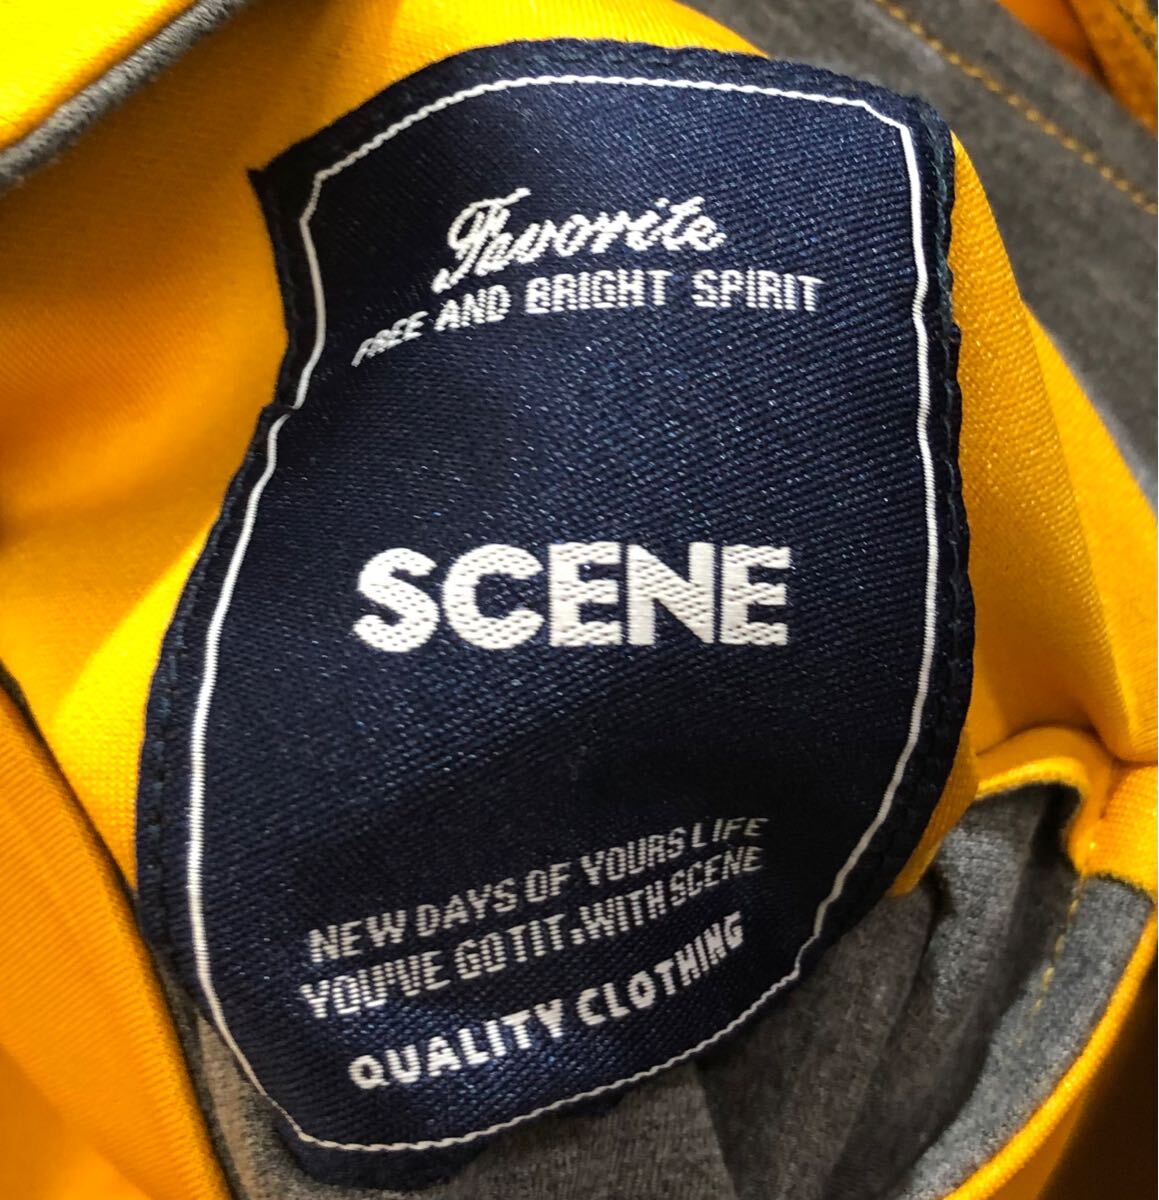 Favorite
FREE AND BRIGHT SPIRIT
SCENE
NEW DAYS OF YOURS LIFE
YOU'VE GOT IT.WITH SCENE
QUALITY CLOTHING